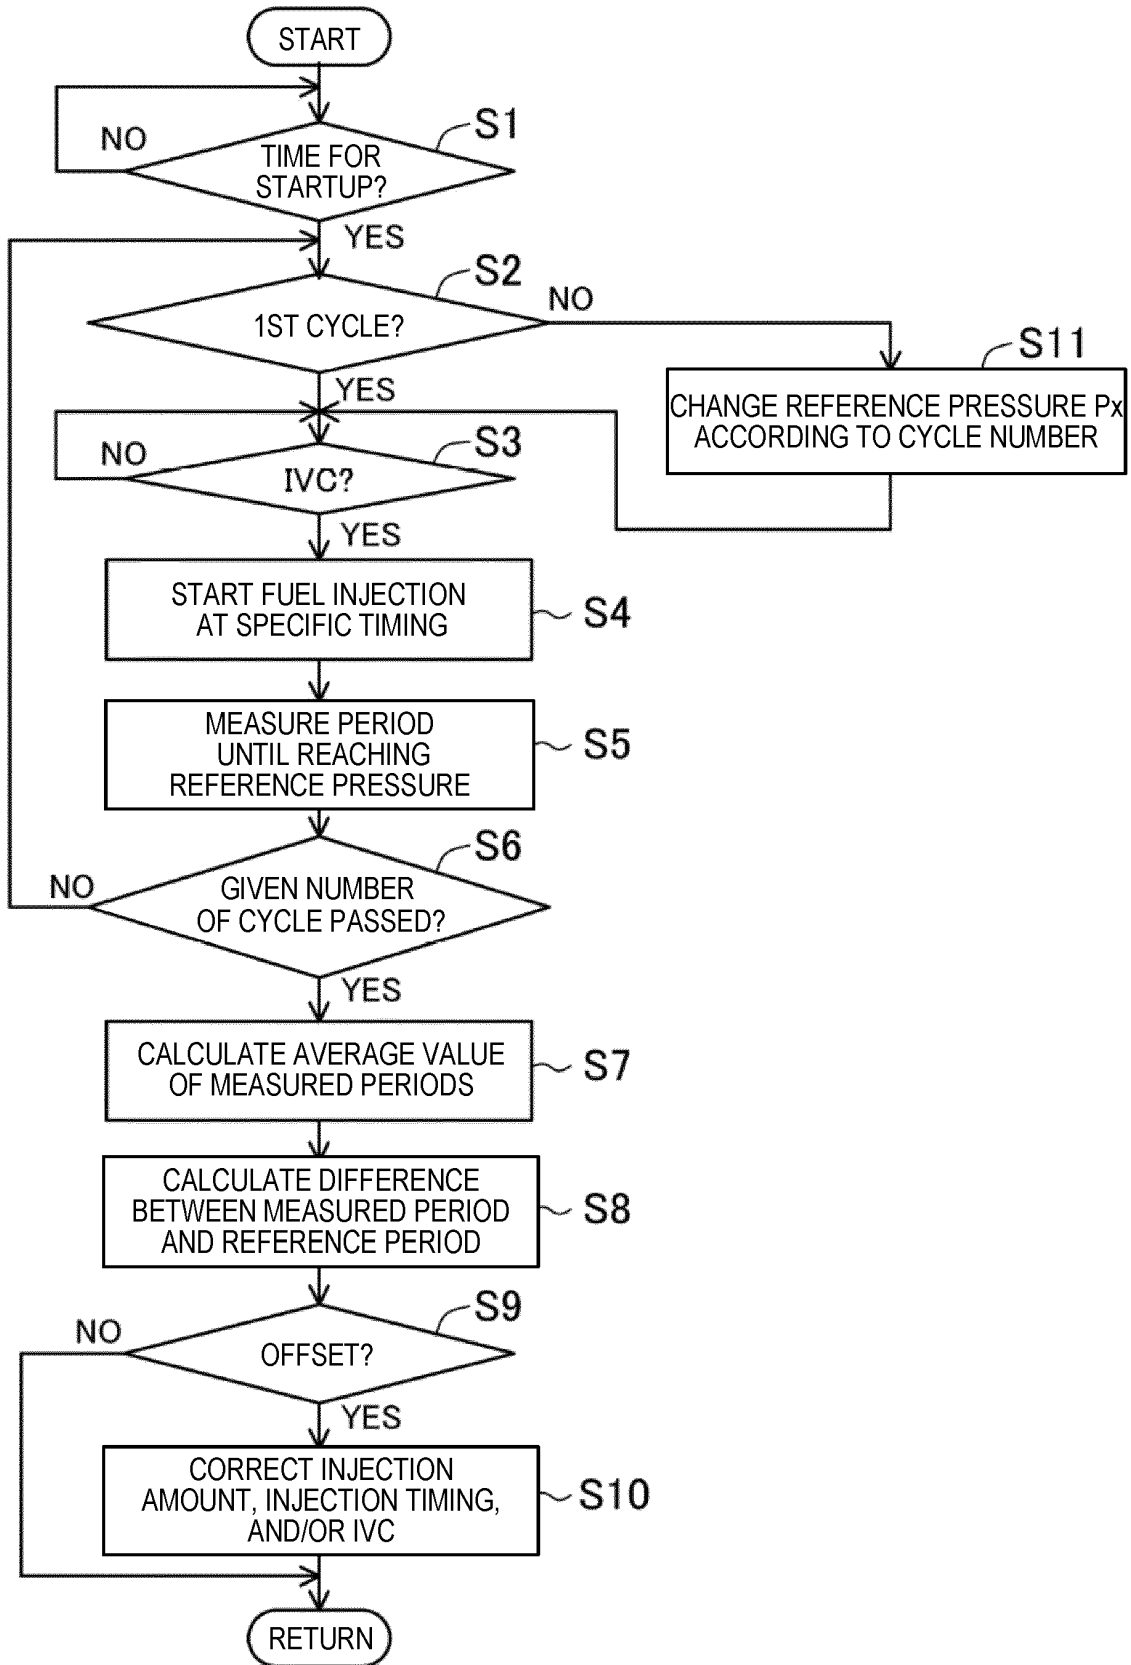 START
NO
S1
TIME FOR
STARTUP?
YES
S2
NO
1ST CYCLE?
S11
YES
CHANGE REFERENCE PRESSURE Px
ACCORDING TO CYCLE NUMBER
NO
S3
IVC?
YES
START FUEL INJECTION
AT SPECIFIC TIMING
S4
MEASURE PERIOD
UNTIL REACHING
REFERENCE PRESSURE
S5
S6
NO
GIVEN NUMBER
OF CYCLE PASSED?
YES
CALCULATE AVERAGE VALUE
OF MEASURED PERIODS
S7
CALCULATE DIFFERENCE
BETWEEN MEASURED PERIOD
AND REFERENCE PERIOD
S8
S9
NO
OFFSET?
YES
CORRECT INJECTION
AMOUNT, INJECTION TIMING,
AND/OR IVC
S10
RETURN